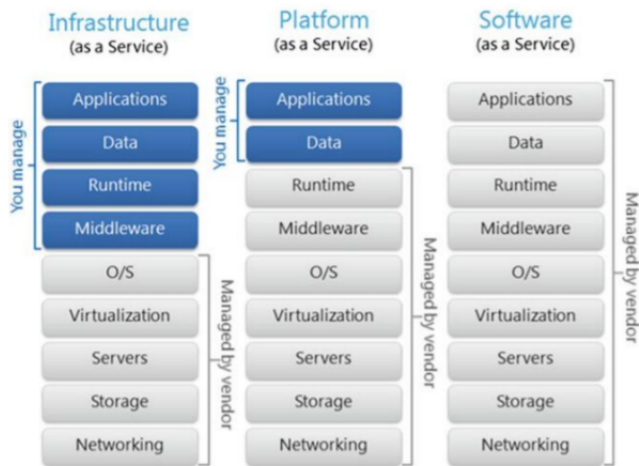 Infrastructure
(as a Service)
Platform
(as a Service)
Software
(as a Service)
You manage
Applications
Data
Runtime
Middleware
O/S
Virtualization
Servers
Storage
Networking
Managed by vendor
You manage
Applications
Data
Runtime
Middleware
O/S
Virtualization
Servers
Storage
Networking
Managed by vendor
Applications
Data
Runtime
Middleware
O/S
Virtualization
Servers
Storage
Networking
Managed by vendor